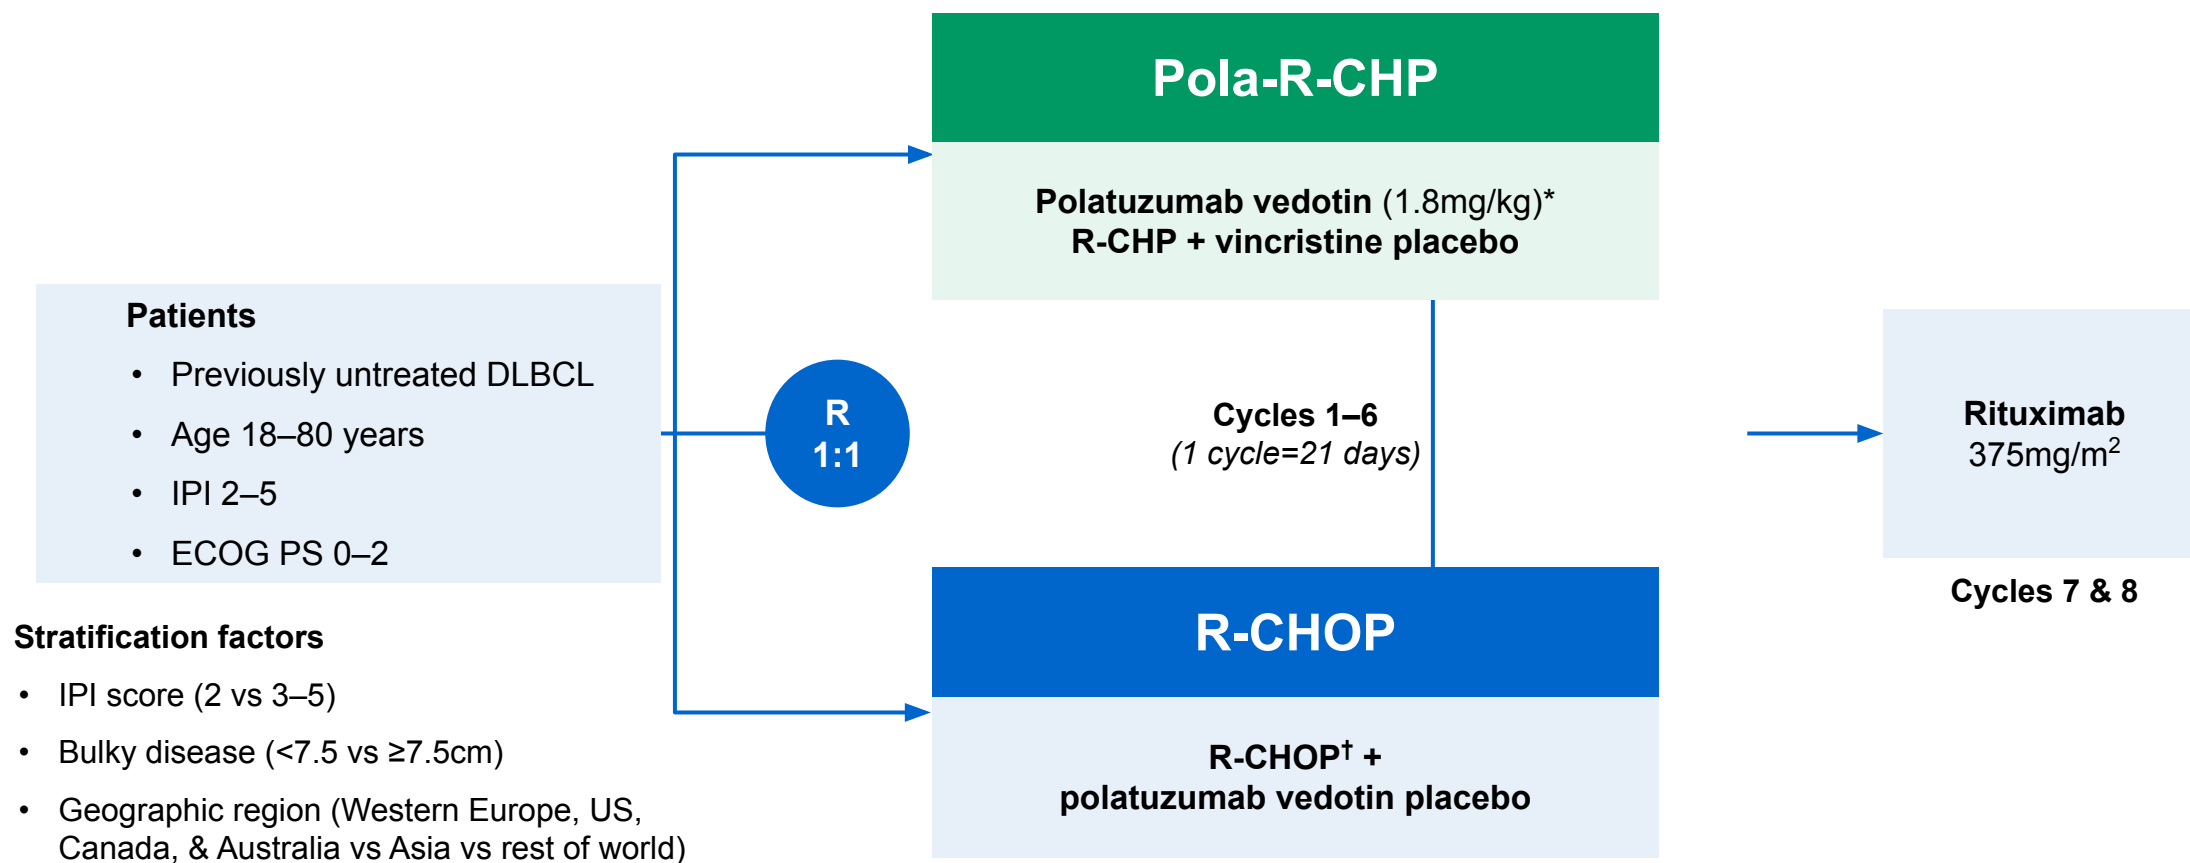 Pola-R-CHP
Polatuzumab vedotin (1.8mg/kg)*
R-CHP + vincristine placebo
Patients
• Previously untreated DLBCL
• Age 18–80 years
• IPI 2–5
• ECOG PS 0–2
R
1:1
Cycles 1–6
(1 cycle=21 days)
Rituximab
375mg/m²
Cycles 7 & 8
Stratification factors
• IPI score (2 vs 3–5)
• Bulky disease (<7.5 vs ≥7.5cm)
• Geographic region (Western Europe, US,
Canada, & Australia vs Asia vs rest of world)
R-CHOP
R-CHOP† +
polatuzumab vedotin placebo